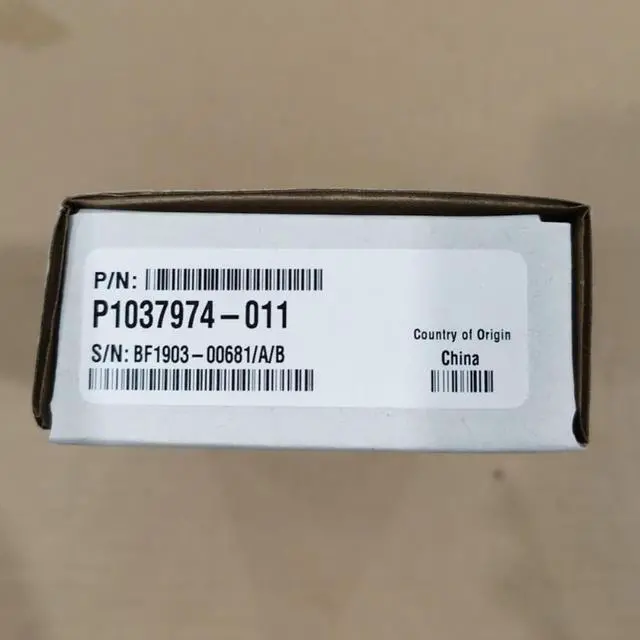 P/N:
P1037974-011
S/N: BF1903-00681/A/B
Country of Origin
China